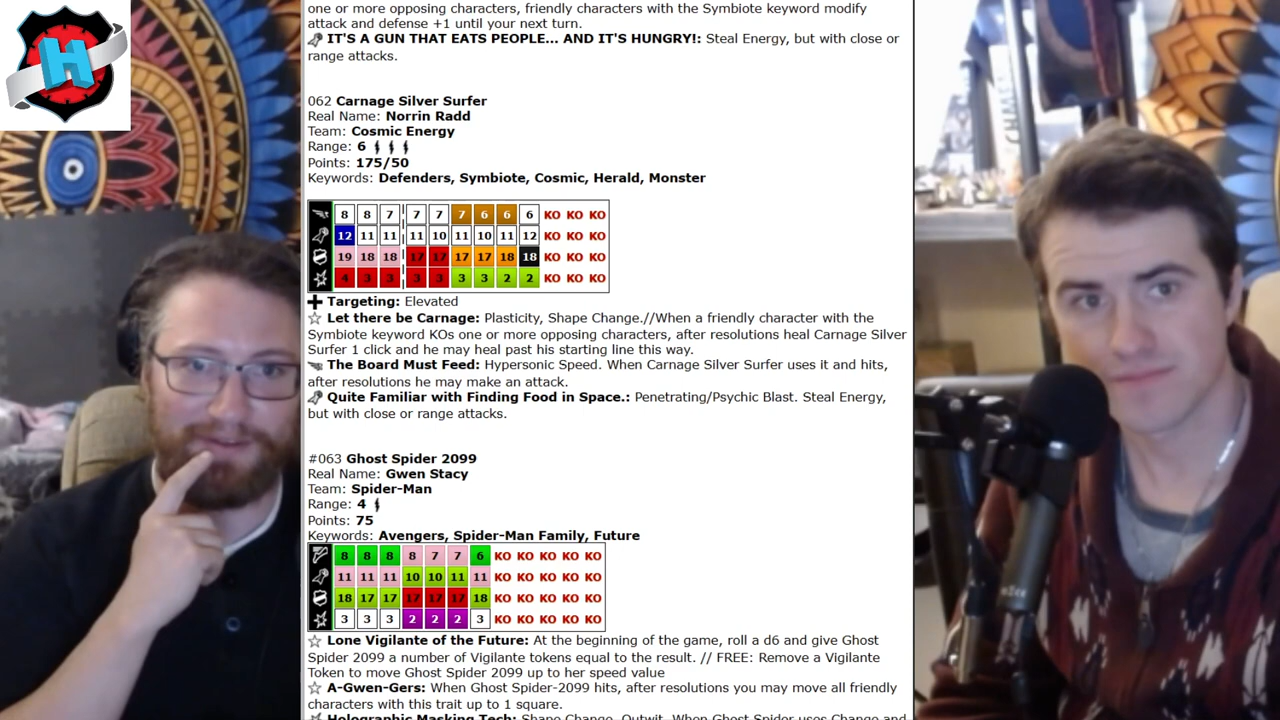 H
one or more opposing characters, friendly characters with the Symbiote keyword modify
attack and defense +1 until your next turn.
IT'S A GUN THAT EATS PEOPLE... AND IT'S HUNGRY!: Steal Energy, but with close or
range attacks.
062 Carnage Silver Surfer
Real Name: Norrin Radd
Team: Cosmic Energy
Range: 6
Points: 175/50
Keywords: Defenders, Symbiote, Cosmic, Herald, Monster
8 8 7 7 7 7 6 6 6 KO KO KO
12 11 11 11 10 11 10 11 12 KO KO KO
19 18 18 17 17 17 17 18 18 KO KO KO
4 3 3 3 3 3 3 2 2 KO KO KO
Targeting: Elevated
Let there be Carnage: Plasticity, Shape Change.//When a friendly character with the
Symbiote keyword KOs one or more opposing characters, after resolutions heal Carnage Silver
Surfer 1 click and he may heal past his starting line this way.
The Board Must Feed: Hypersonic Speed. When Carnage Silver Surfer uses it and hits,
after resolutions he may make an attack.
Quite Familiar with Finding Food in Space.: Penetrating/Psychic Blast. Steal Energy,
but with close or range attacks.
#063 Ghost Spider 2099
Real Name: Gwen Stacy
Team: Spider-Man
Range: 4
Points: 75
Keywords: Avengers, Spider-Man Family, Future
8 8 8 8 7 7 6 KO KO KO KO KO
11 11 11 10 10 11 11 KO KO KO KO KO
18 17 17 17 17 17 18 KO KO KO KO KO
3 3 3 2 2 2 3 KO KO KO KO KO
Lone Vigilante of the Future: At the beginning of the game, roll a d6 and give Ghost
Spider 2099 a number of Vigilante tokens equal to the result. // FREE: Remove a Vigilante
Token to move Ghost Spider 2099 up to her speed value
A-Gwen-Gers: When Ghost Spider-2099 hits, after resolutions you may move all friendly
characters with this trait up to 1 square.
Holographic Masking Tech: Shape Change, Outwit. When Ghost Spider uses Change and